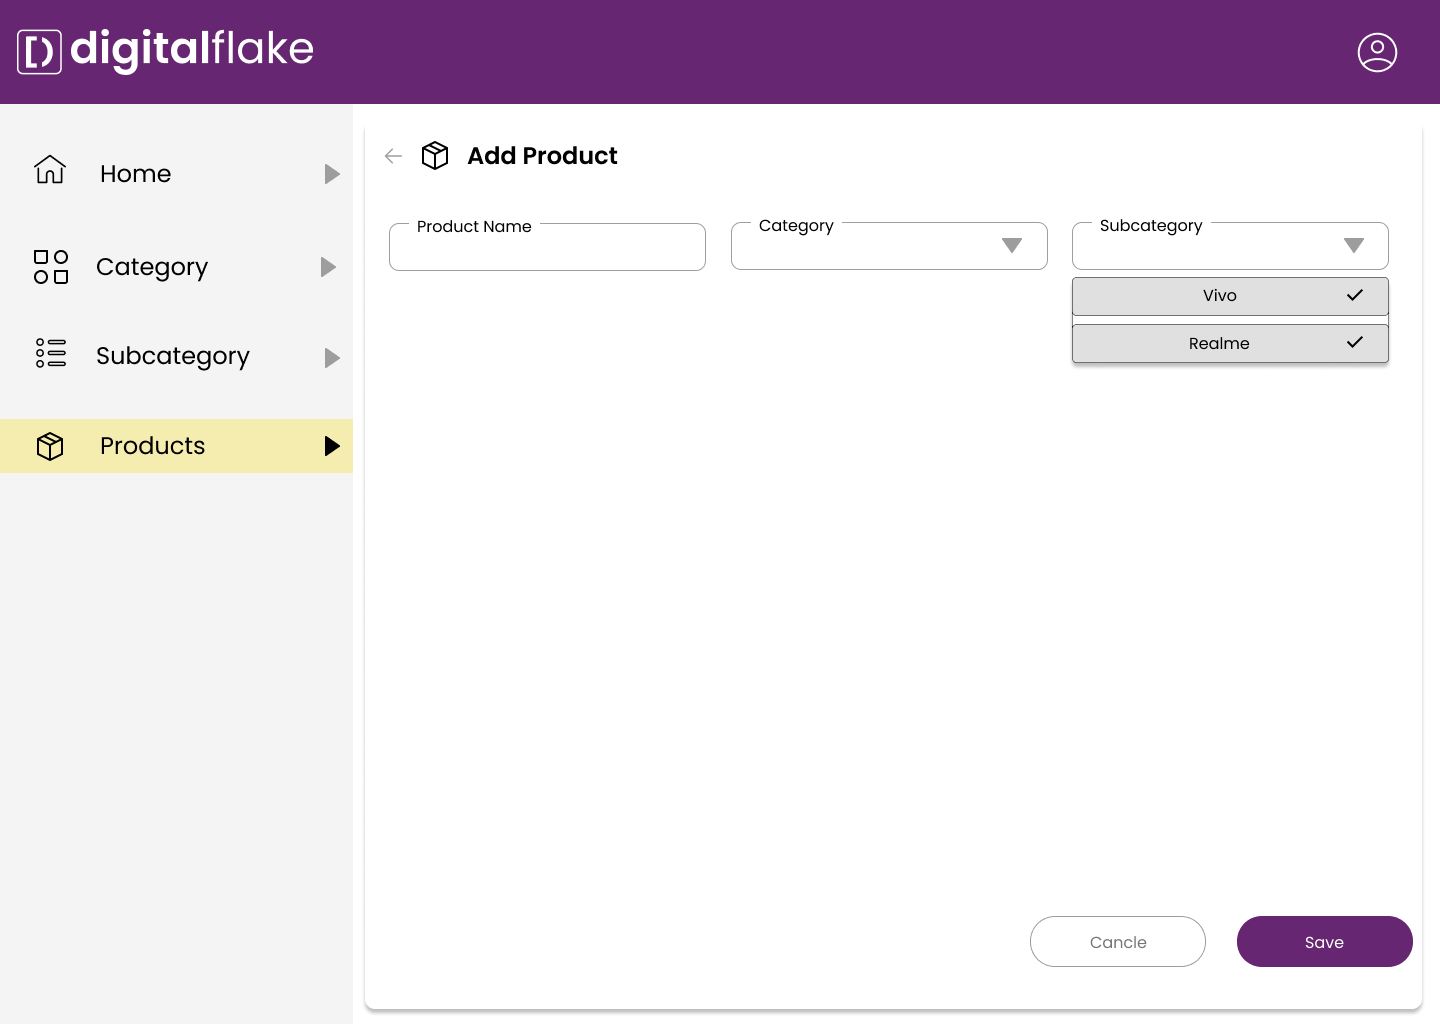 digitalflake
Home
Category
Subcategory
Products
Add Product
Product Name
Category
Subcategory
Vivo
Realme
Cancle
Save